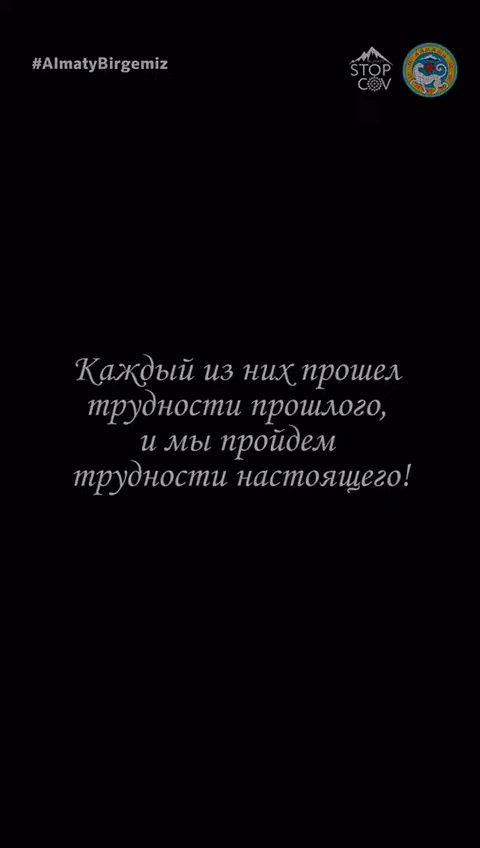 #AlmatyBirgemiz
STOP
COV
Каждый из них прошел
трудности прошлого,
и мы пройдем
трудности настоящего!